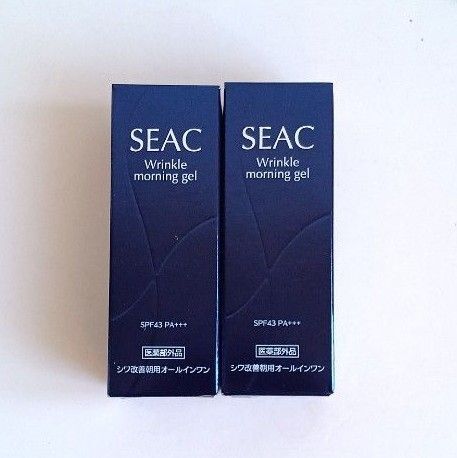 SEAC
Wrinkle
morning gel
SPF43 PA+++
医薬部外品
シワ改善朝用オールインワン
SEAC
Wrinkle
morning gel
SPF43 PA+++
医薬部外品
シワ改善朝用オールインワン